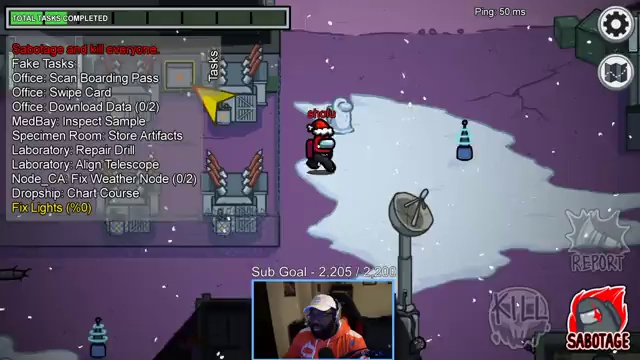 TOTAL TASKS COMPLETED
Ping: 50 ms
Sabotage and kill everyone.
Fake Tasks:
Office: Scan Boarding Pass
Office: Swipe Card
Office: Download Data (0/2)
MedBay: Inspect Sample
Specimen Room: Store Artifacts
Laboratory: Repair Drill
Laboratory: Align Telescope
Node_CA: Fix Weather Node (0/2)
Dropship: Chart Course
Fix Lights (%0)
Tasks
REPORT
Sub Goal - 2,205 / 2,200
KILL
SABOTAGE